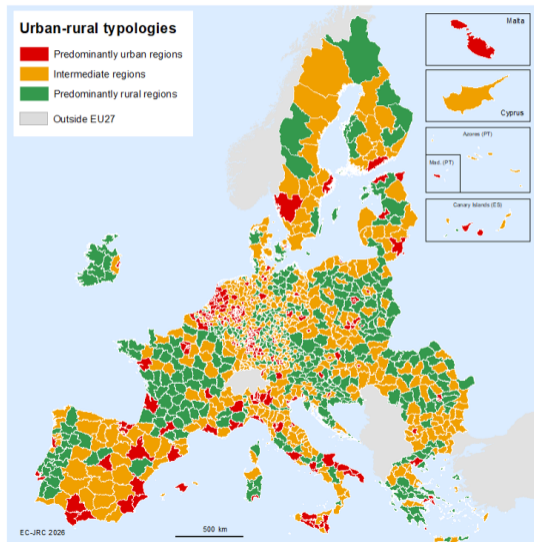 Urban-rural typologies
Predominantly urban regions
Intermediate regions
Predominantly rural regions
Outside EU27
Malta
Cyprus
Azores (PT)
Mad. (PT)
Canary Islands (ES)
EC-JRC 2026
500 km